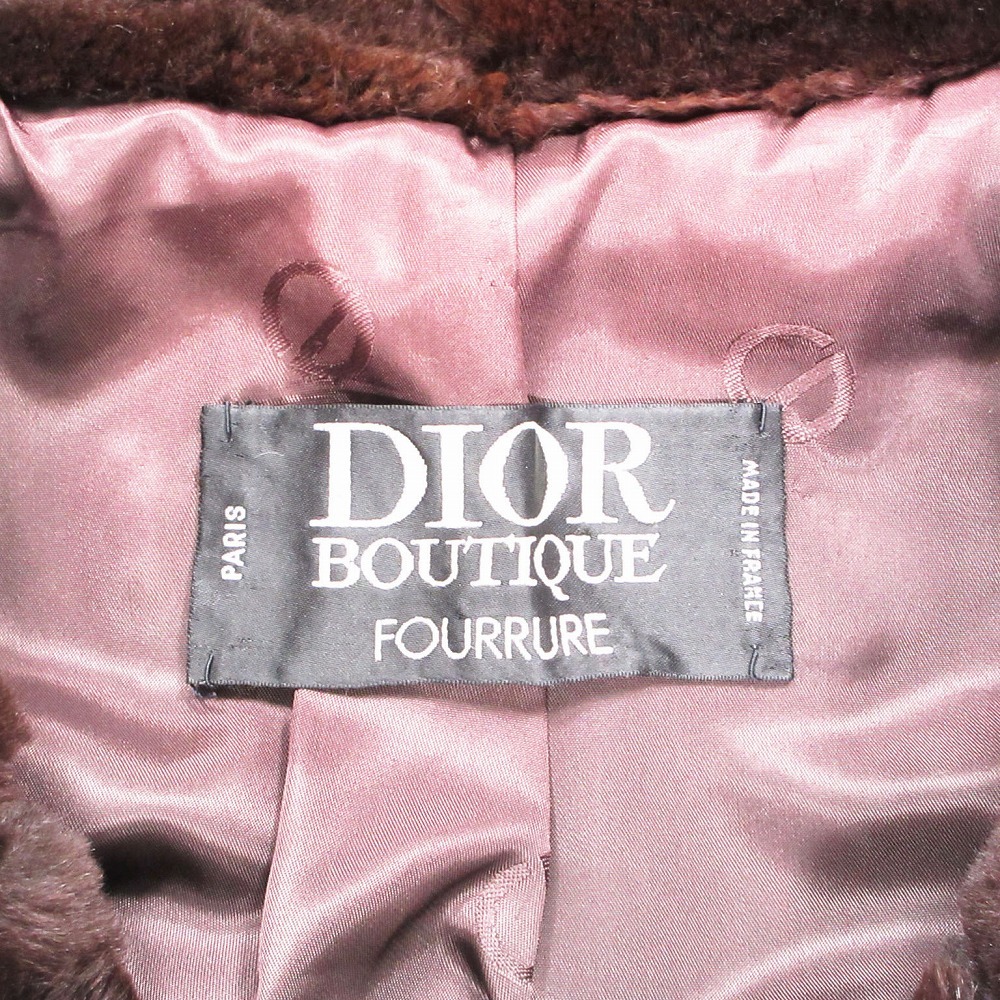 DIOR
BOUTIQUE
FOURRURE
PARIS
MADE IN FRANCE